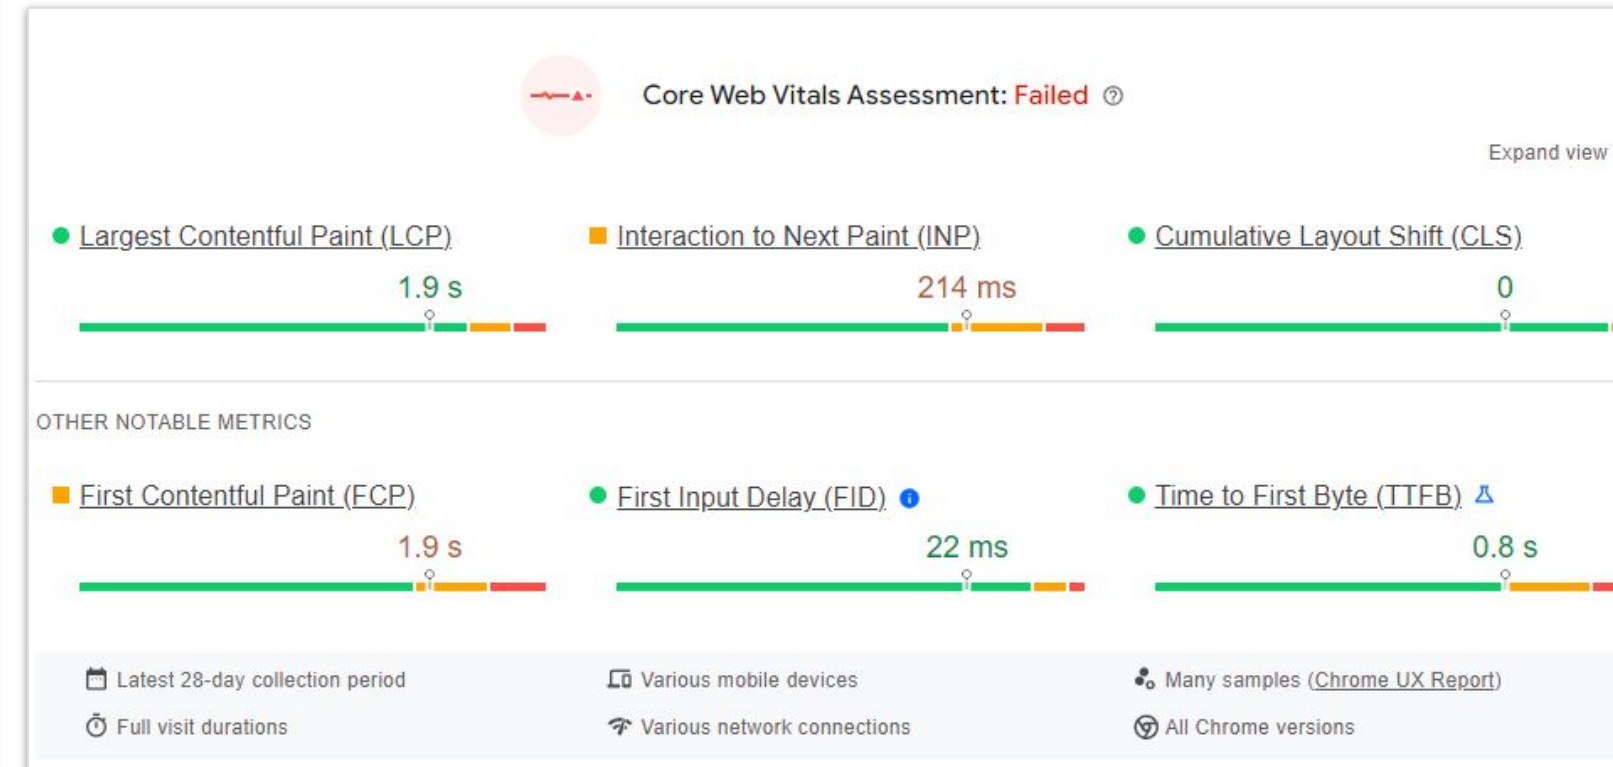 Core Web Vitals Assessment: Failed
Expand view
Largest Contentful Paint (LCP)
1.9 s
Interaction to Next Paint (INP)
214 ms
Cumulative Layout Shift (CLS)
0
OTHER NOTABLE METRICS
First Contentful Paint (FCP)
1.9 s
First Input Delay (FID)
22 ms
Time to First Byte (TTFB)
0.8 s
Latest 28-day collection period
Various mobile devices
Many samples (Chrome UX Report)
Full visit durations
Various network connections
All Chrome versions